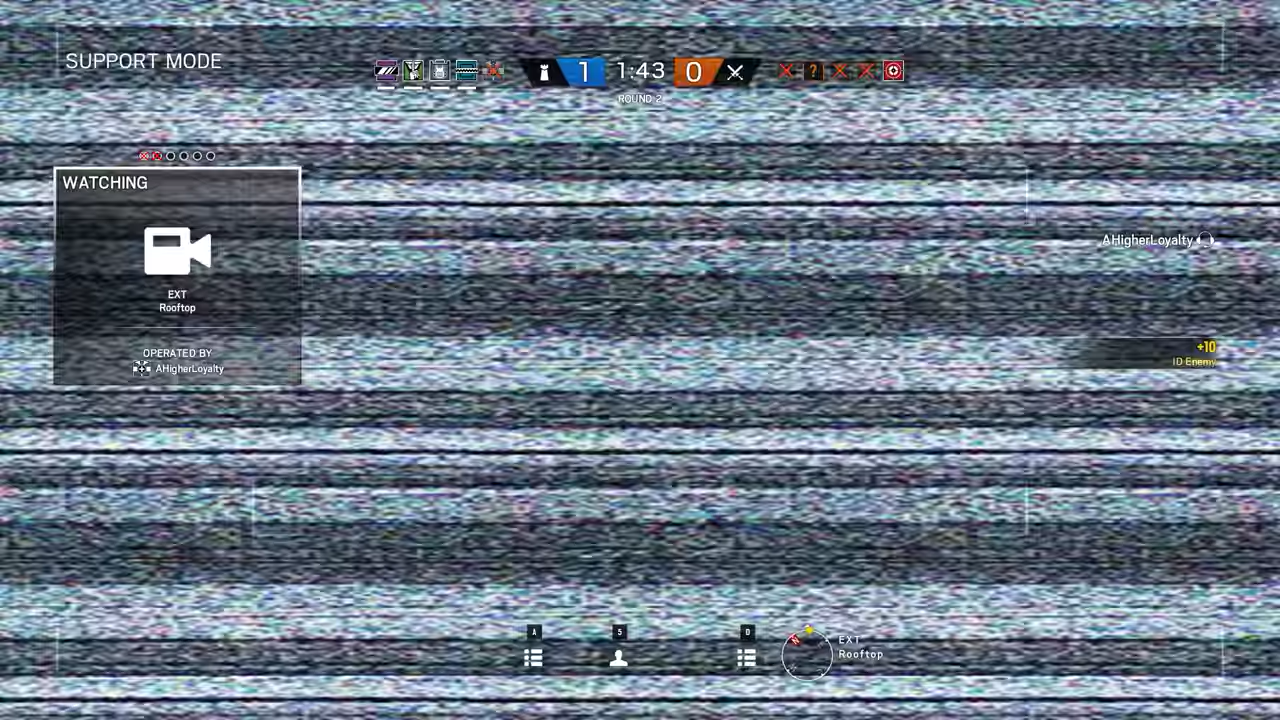 SUPPORT MODE
1 1:43 0
ROUND 2
?
WATCHING
EXT
Rooftop
OPERATED BY
AHigherLoyalty
AHigherLoyalty
+10
ID Enemy
A S D
N
EXT
Rooftop